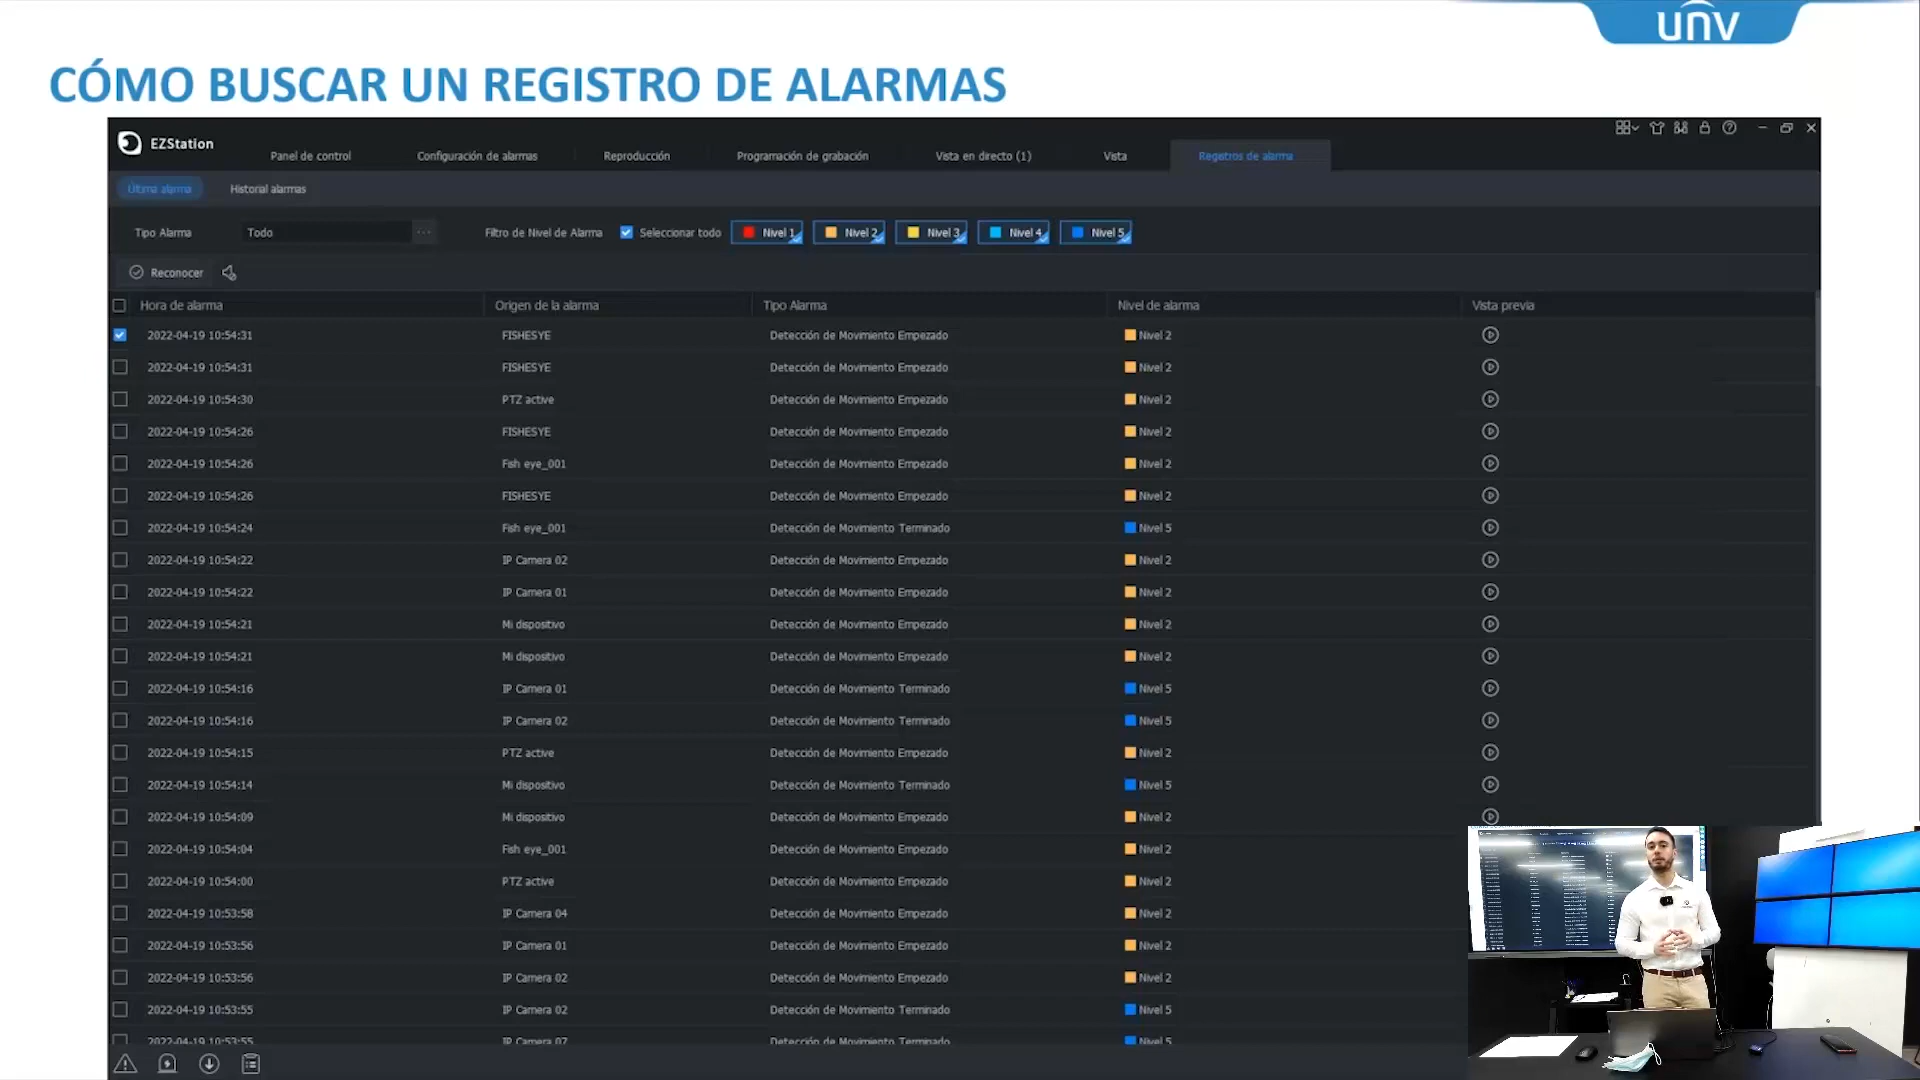 unv
CÓMO BUSCAR UN REGISTRO DE ALARMAS
EZStation
Panel de control
Configuración de alarmas
Reproducción
Programación de grabación
Vista en directo (1)
Vista
Registros de alarma
Última alarma
Historial alarmas
Tipo Alarma
Todo
...
Filtro de Nivel de Alarma
Seleccionar todo
Nivel 1
Nivel 2
Nivel 3
Nivel 4
Nivel 5
Reconocer
Hora de alarma Origen de la alarma Tipo Alarma Nivel de alarma Vista previa
2022-04-19 10:54:31 FISHESYE Detección de Movimiento Empezado Nivel 2
2022-04-19 10:54:31 FISHESYE Detección de Movimiento Empezado Nivel 2
2022-04-19 10:54:30 PTZ active Detección de Movimiento Empezado Nivel 2
2022-04-19 10:54:26 FISHESYE Detección de Movimiento Empezado Nivel 2
2022-04-19 10:54:26 Fish eye_001 Detección de Movimiento Empezado Nivel 2
2022-04-19 10:54:26 FISHESYE Detección de Movimiento Empezado Nivel 2
2022-04-19 10:54:24 Fish eye_001 Detección de Movimiento Terminado Nivel 5
2022-04-19 10:54:22 IP Camera 02 Detección de Movimiento Empezado Nivel 2
2022-04-19 10:54:22 IP Camera 01 Detección de Movimiento Empezado Nivel 2
2022-04-19 10:54:21 Mi dispositivo Detección de Movimiento Empezado Nivel 2
2022-04-19 10:54:21 Mi dispositivo Detección de Movimiento Empezado Nivel 2
2022-04-19 10:54:16 IP Camera 01 Detección de Movimiento Terminado Nivel 5
2022-04-19 10:54:16 IP Camera 02 Detección de Movimiento Terminado Nivel 5
2022-04-19 10:54:15 PTZ active Detección de Movimiento Empezado Nivel 2
2022-04-19 10:54:14 Mi dispositivo Detección de Movimiento Terminado Nivel 5
2022-04-19 10:54:09 Mi dispositivo Detección de Movimiento Empezado Nivel 2
2022-04-19 10:54:04 Fish eye_001 Detección de Movimiento Empezado Nivel 2
2022-04-19 10:54:00 PTZ active Detección de Movimiento Empezado Nivel 2
2022-04-19 10:53:58 IP Camera 04 Detección de Movimiento Empezado Nivel 2
2022-04-19 10:53:56 IP Camera 01 Detección de Movimiento Empezado Nivel 2
2022-04-19 10:53:56 IP Camera 02 Detección de Movimiento Empezado Nivel 2
2022-04-19 10:53:55 IP Camera 02 Detección de Movimiento Terminado Nivel 5
2022-04-19 10:53:55 IP Camera 07 Detección de Movimiento Terminado Nivel 5